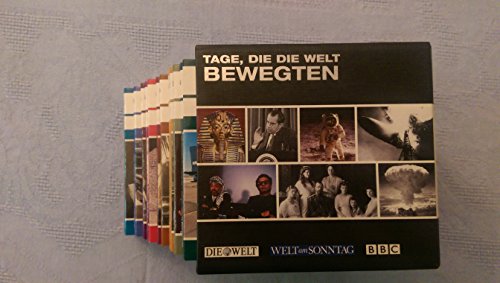 TAGE, DIE DIE WELT
BEWEGTEN
DIE WELT
WELT am SONNTAG
BBC